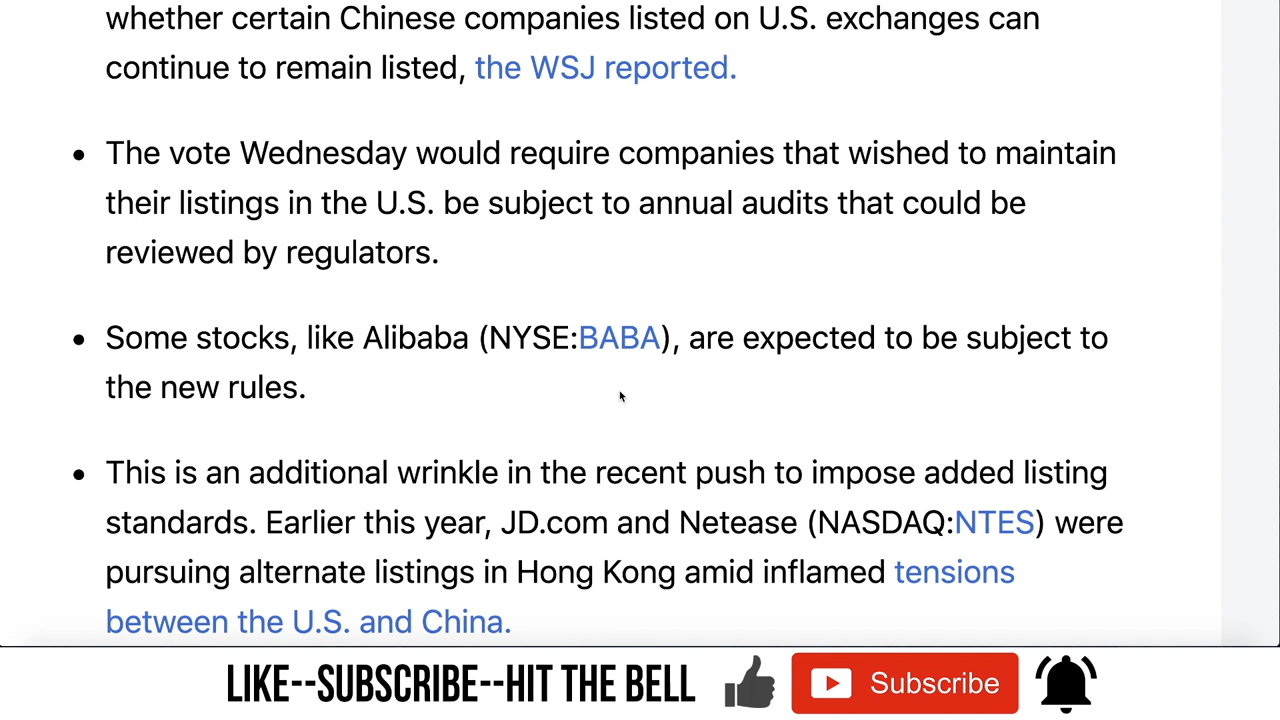 whether certain Chinese companies listed on U.S. exchanges can
continue to remain listed, the WSJ reported.
• The vote Wednesday would require companies that wished to maintain
their listings in the U.S. be subject to annual audits that could be
reviewed by regulators.
• Some stocks, like Alibaba (NYSE:BABA), are expected to be subject to
the new rules.
• This is an additional wrinkle in the recent push to impose added listing
standards. Earlier this year, JD.com and Netease (NASDAQ:NTES) were
pursuing alternate listings in Hong Kong amid inflamed tensions
between the U.S. and China.
LIKE--SUBSCRIBE--HIT THE BELL
Subscribe